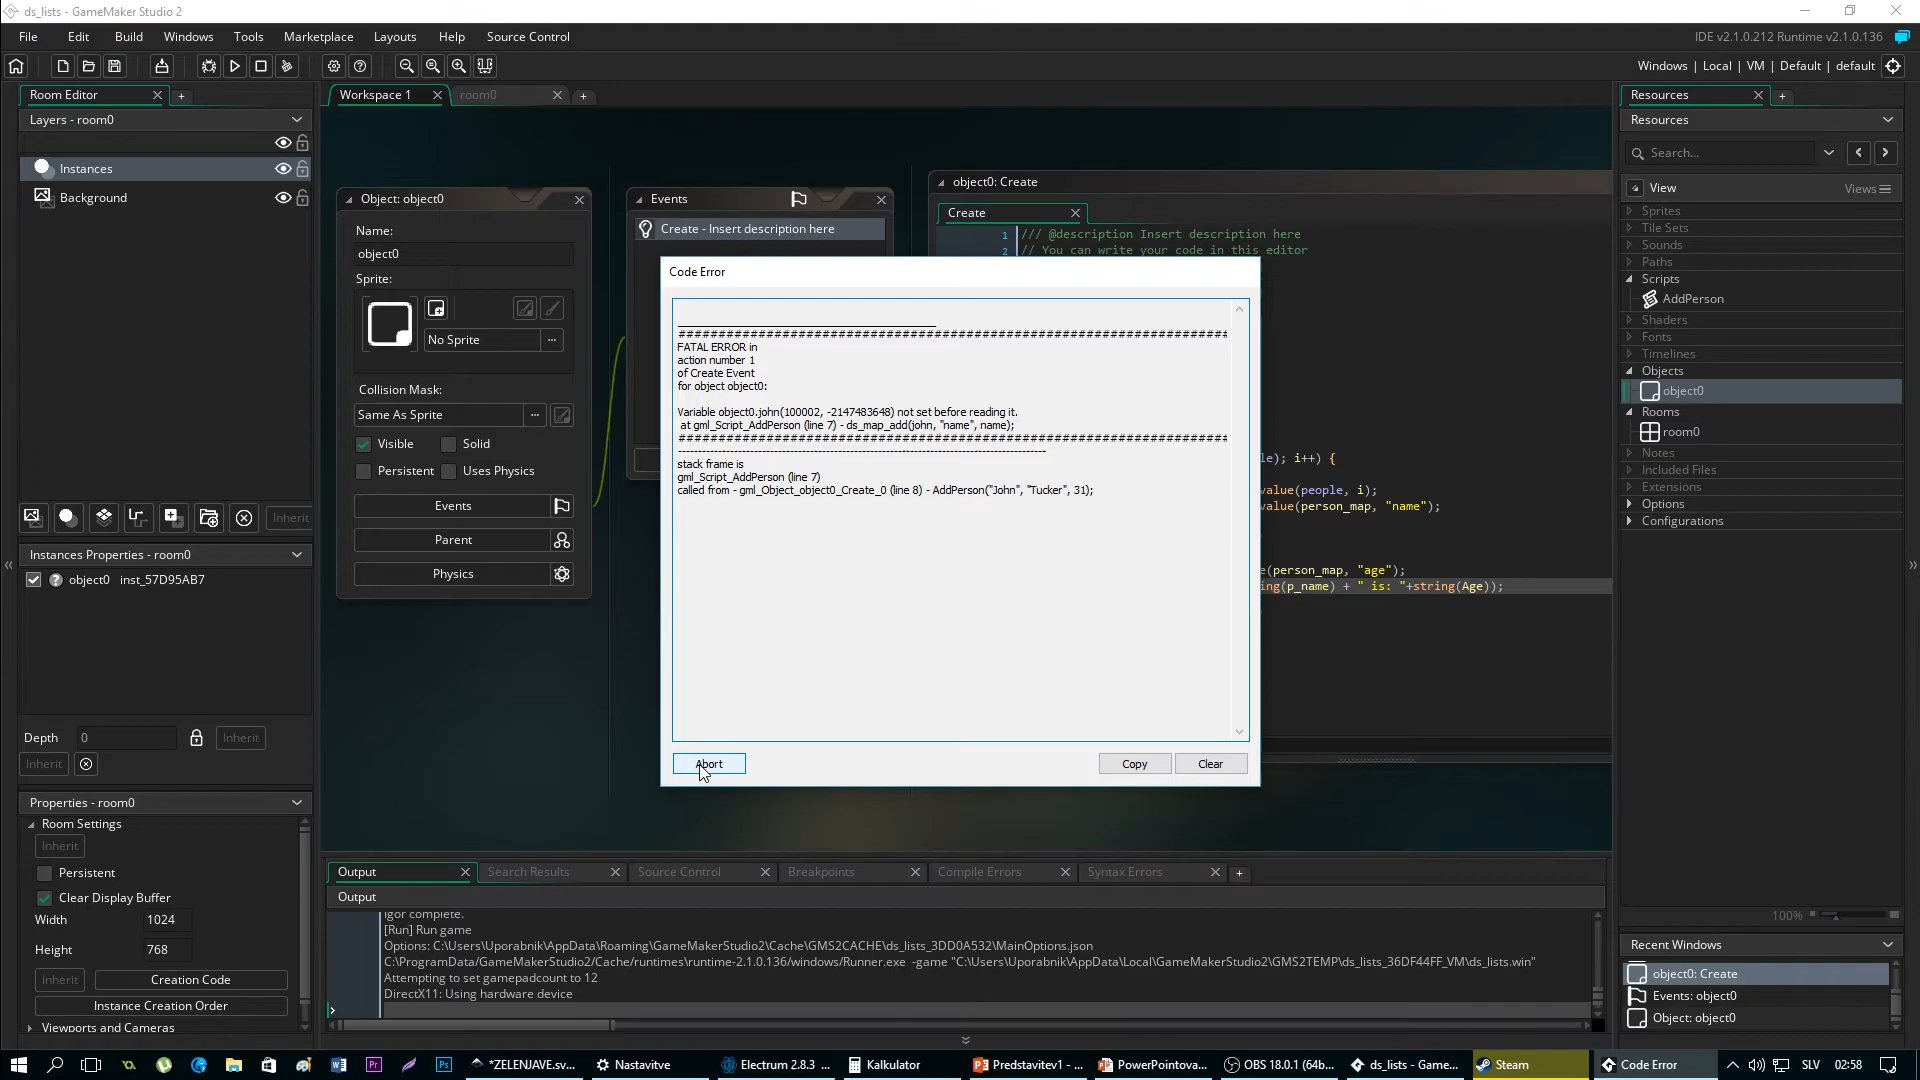 ds_lists - GameMaker Studio 2
File Edit Build Windows Tools Marketplace Layouts Help Source Control
IDE v2.1.0.212 Runtime v2.1.0.136
Windows | Local | VM | Default | default
Room Editor
Layers - room0
Instances
Background
Inherit
Instances Properties - room0
object0 inst_57D95AB7
Depth 0 Inherit
Inherit
Properties - room0
Room Settings
Inherit
Persistent
Clear Display Buffer
Width 1024
Height 768
Inherit Creation Code
Instance Creation Order
Viewports and Cameras
Workspace 1 room0
Object: object0
Name:
object0
Sprite:
No Sprite ...
Collision Mask:
Same As Sprite ...
Visible Solid
Persistent Uses Physics
Events
Parent
Physics
Events
Create - Insert description here
object0: Create
Create
1 /// @description Insert description here
2 // You can write your code in this editor
le); i++) {
value(people, i);
value(person_map, "name");
e(person_map, "age");
ing(p_name) + " is: "+string(Age));
Code Error
###########################################################################
FATAL ERROR in
action number 1
of Create Event
for object object0:
Variable object0.john(100002, -2147483648) not set before reading it.
at gml_Script_AddPerson (line 7) - ds_map_add(john, "name", name);
###########################################################################
stack frame is
gml_Script_AddPerson (line 7)
called from - gml_Object_object0_Create_0 (line 8) - AddPerson("John", "Tucker", 31);
Abort Copy Clear
Output Search Results Source Control Breakpoints Compile Errors Syntax Errors
Output
Igor complete.
[Run] Run game
Options: C:\Users\Uporabnik\AppData\Roaming\GameMakerStudio2\Cache\GMS2CACHE\ds_lists_3DD0A532\MainOptions.json
C:\ProgramData/GameMakerStudio2/Cache/runtimes\runtime-2.1.0.136/windows/Runner.exe -game "C:\Users\Uporabnik\AppData\Local\GameMakerStudio2\GMS2TEMP\ds_lists_36DF44FF_VM\ds_lists.win"
Attempting to set gamepadcount to 12
DirectX11: Using hardware device
Resources
Resources
Search...
View Views
Sprites
Tile Sets
Sounds
Paths
Scripts
AddPerson
Shaders
Fonts
Timelines
Objects
object0
Rooms
room0
Notes
Included Files
Extensions
Options
Configurations
100%
Recent Windows
object0: Create
Events: object0
Object: object0
*ZELENJAVE.sv... Nastavitve Electrum 2.8.3 Kalkulator Predstavitev1 - ... PowerPointova... OBS 18.0.1 (64b... ds_lists - Game... Steam Code Error SLV 02:58